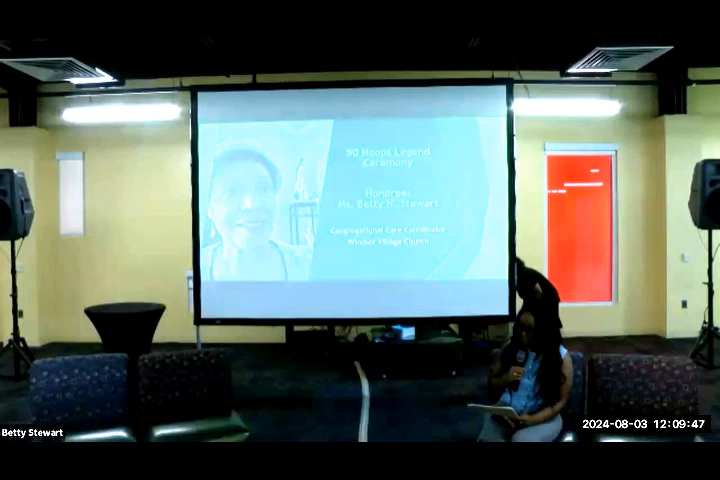 50 Hoops Legend
Ceremony
Honoree:
Ms. Betty N. Stewart
Congregational Care Coordinator
Windsor Village Church
Betty Stewart
2024-08-03 12:09:47